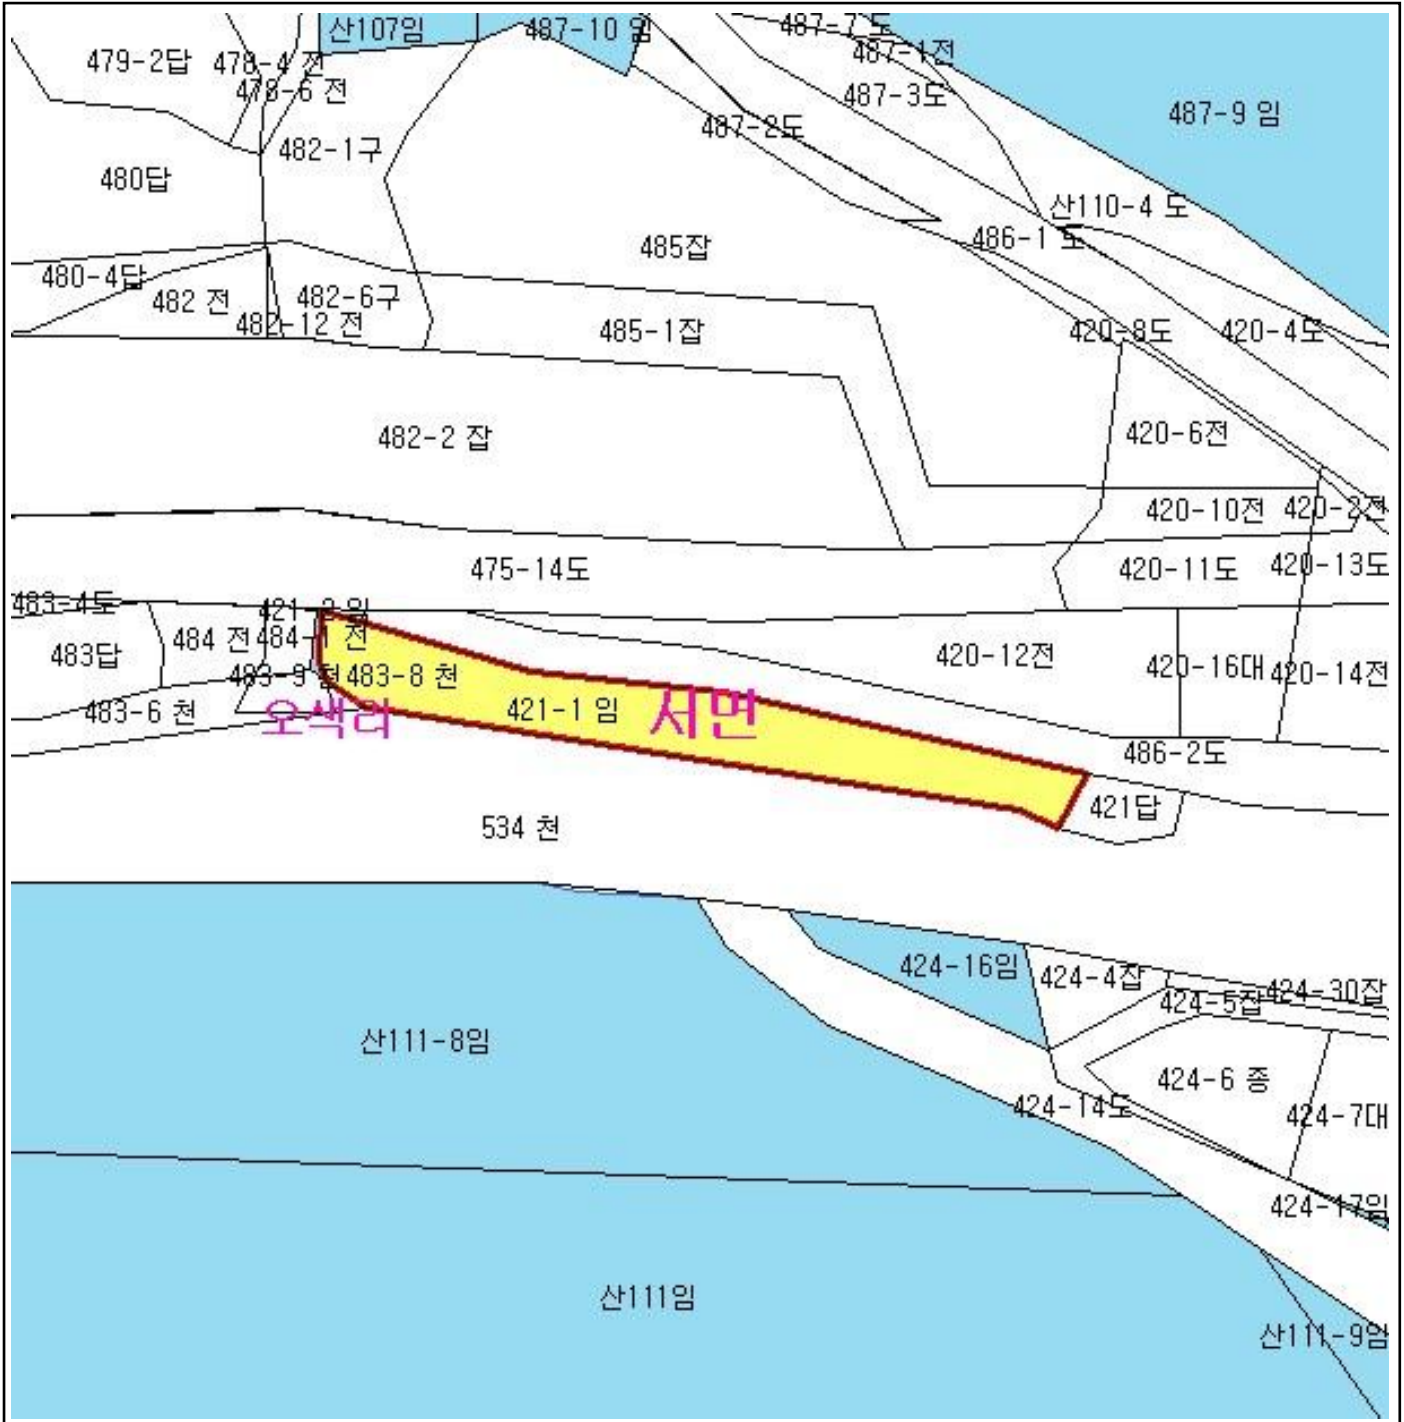 산107임
487-10 임
487-7 도
479-2답
478-4 전
487-1전
478-6 전
487-3도
487-9 임
487-2도
482-1구
480답
산110-4 도
486-1 도
485잡
480-4답
482 전
482-6구
482-12 전
485-1잡
420-8도
420-4도
482-2 잡
420-6전
420-10전
420-2전
475-14도
420-11도
420-13도
483-4도
484 전
484-1 전
483답
420-12전
420-16대
420-14전
483-9 천
483-8 천
483-6 천
오색리
421-1 임
서면
486-2도
421답
534 천
424-16임
424-4잡
424-30잡
424-5잡
산111-8임
424-6 종
424-14도
424-7대
424-17임
산111임
산111-9임